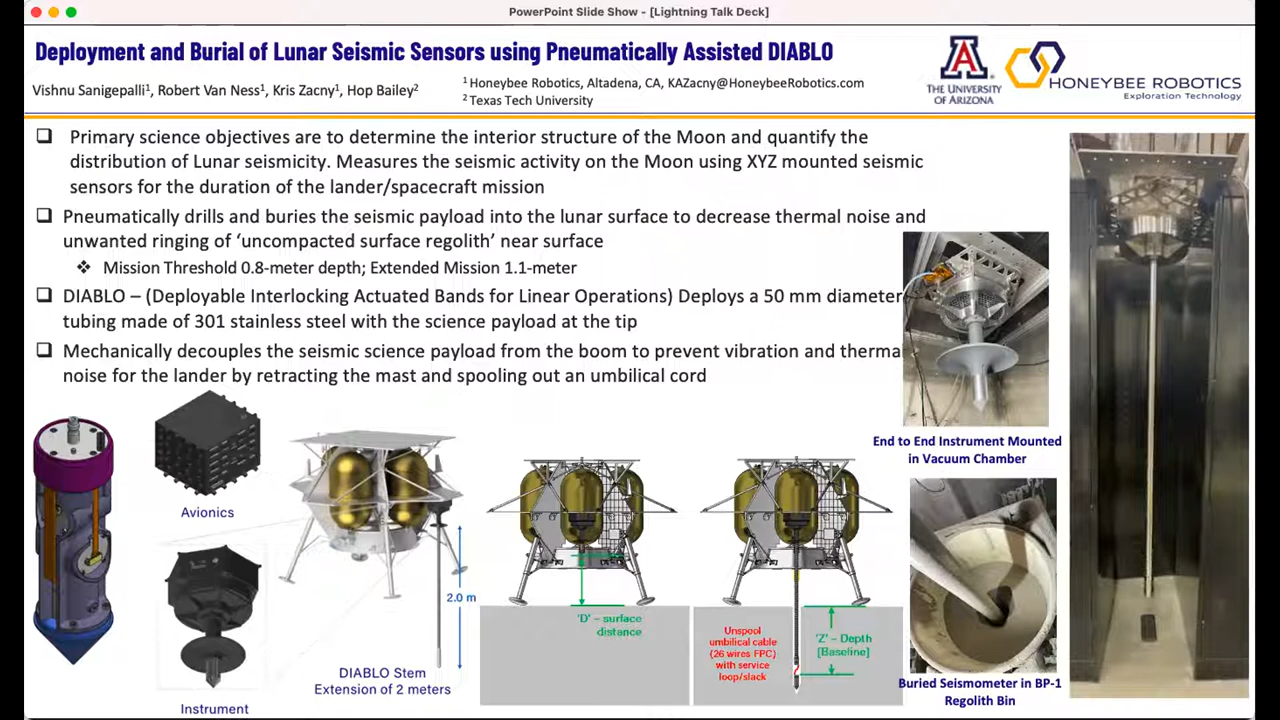 PowerPoint Slide Show - [Lightning Talk Deck]
Deployment and Burial of Lunar Seismic Sensors using Pneumatically Assisted DIABLO
Vishnu Sanigepalli¹, Robert Van Ness¹, Kris Zacny¹, Hop Bailey²
¹ Honeybee Robotics, Altadena, CA, KAZacny@HoneybeeRobotics.com
² Texas Tech University
A
THE UNIVERSITY
OF ARIZONA
HONEYBEE ROBOTICS
Exploration Technology
Primary science objectives are to determine the interior structure of the Moon and quantify the
distribution of Lunar seismicity. Measures the seismic activity on the Moon using XYZ mounted seismic
sensors for the duration of the lander/spacecraft mission
Pneumatically drills and buries the seismic payload into the lunar surface to decrease thermal noise and
unwanted ringing of ‘uncompacted surface regolith’ near surface
Mission Threshold 0.8-meter depth; Extended Mission 1.1-meter
DIABLO – (Deployable Interlocking Actuated Bands for Linear Operations) Deploys a 50 mm diameter
tubing made of 301 stainless steel with the science payload at the tip
Mechanically decouples the seismic science payload from the boom to prevent vibration and therma
noise for the lander by retracting the mast and spooling out an umbilical cord
End to End Instrument Mounted
in Vacuum Chamber
Avionics
Instrument
2.0 m
DIABLO Stem
Extension of 2 meters
'D' – surface
distance
Unspool
umbilical cable
(26 wires FPC)
with service
loop/slack
'Z' – Depth
[Baseline]
Buried Seismometer in BP-1
Regolith Bin